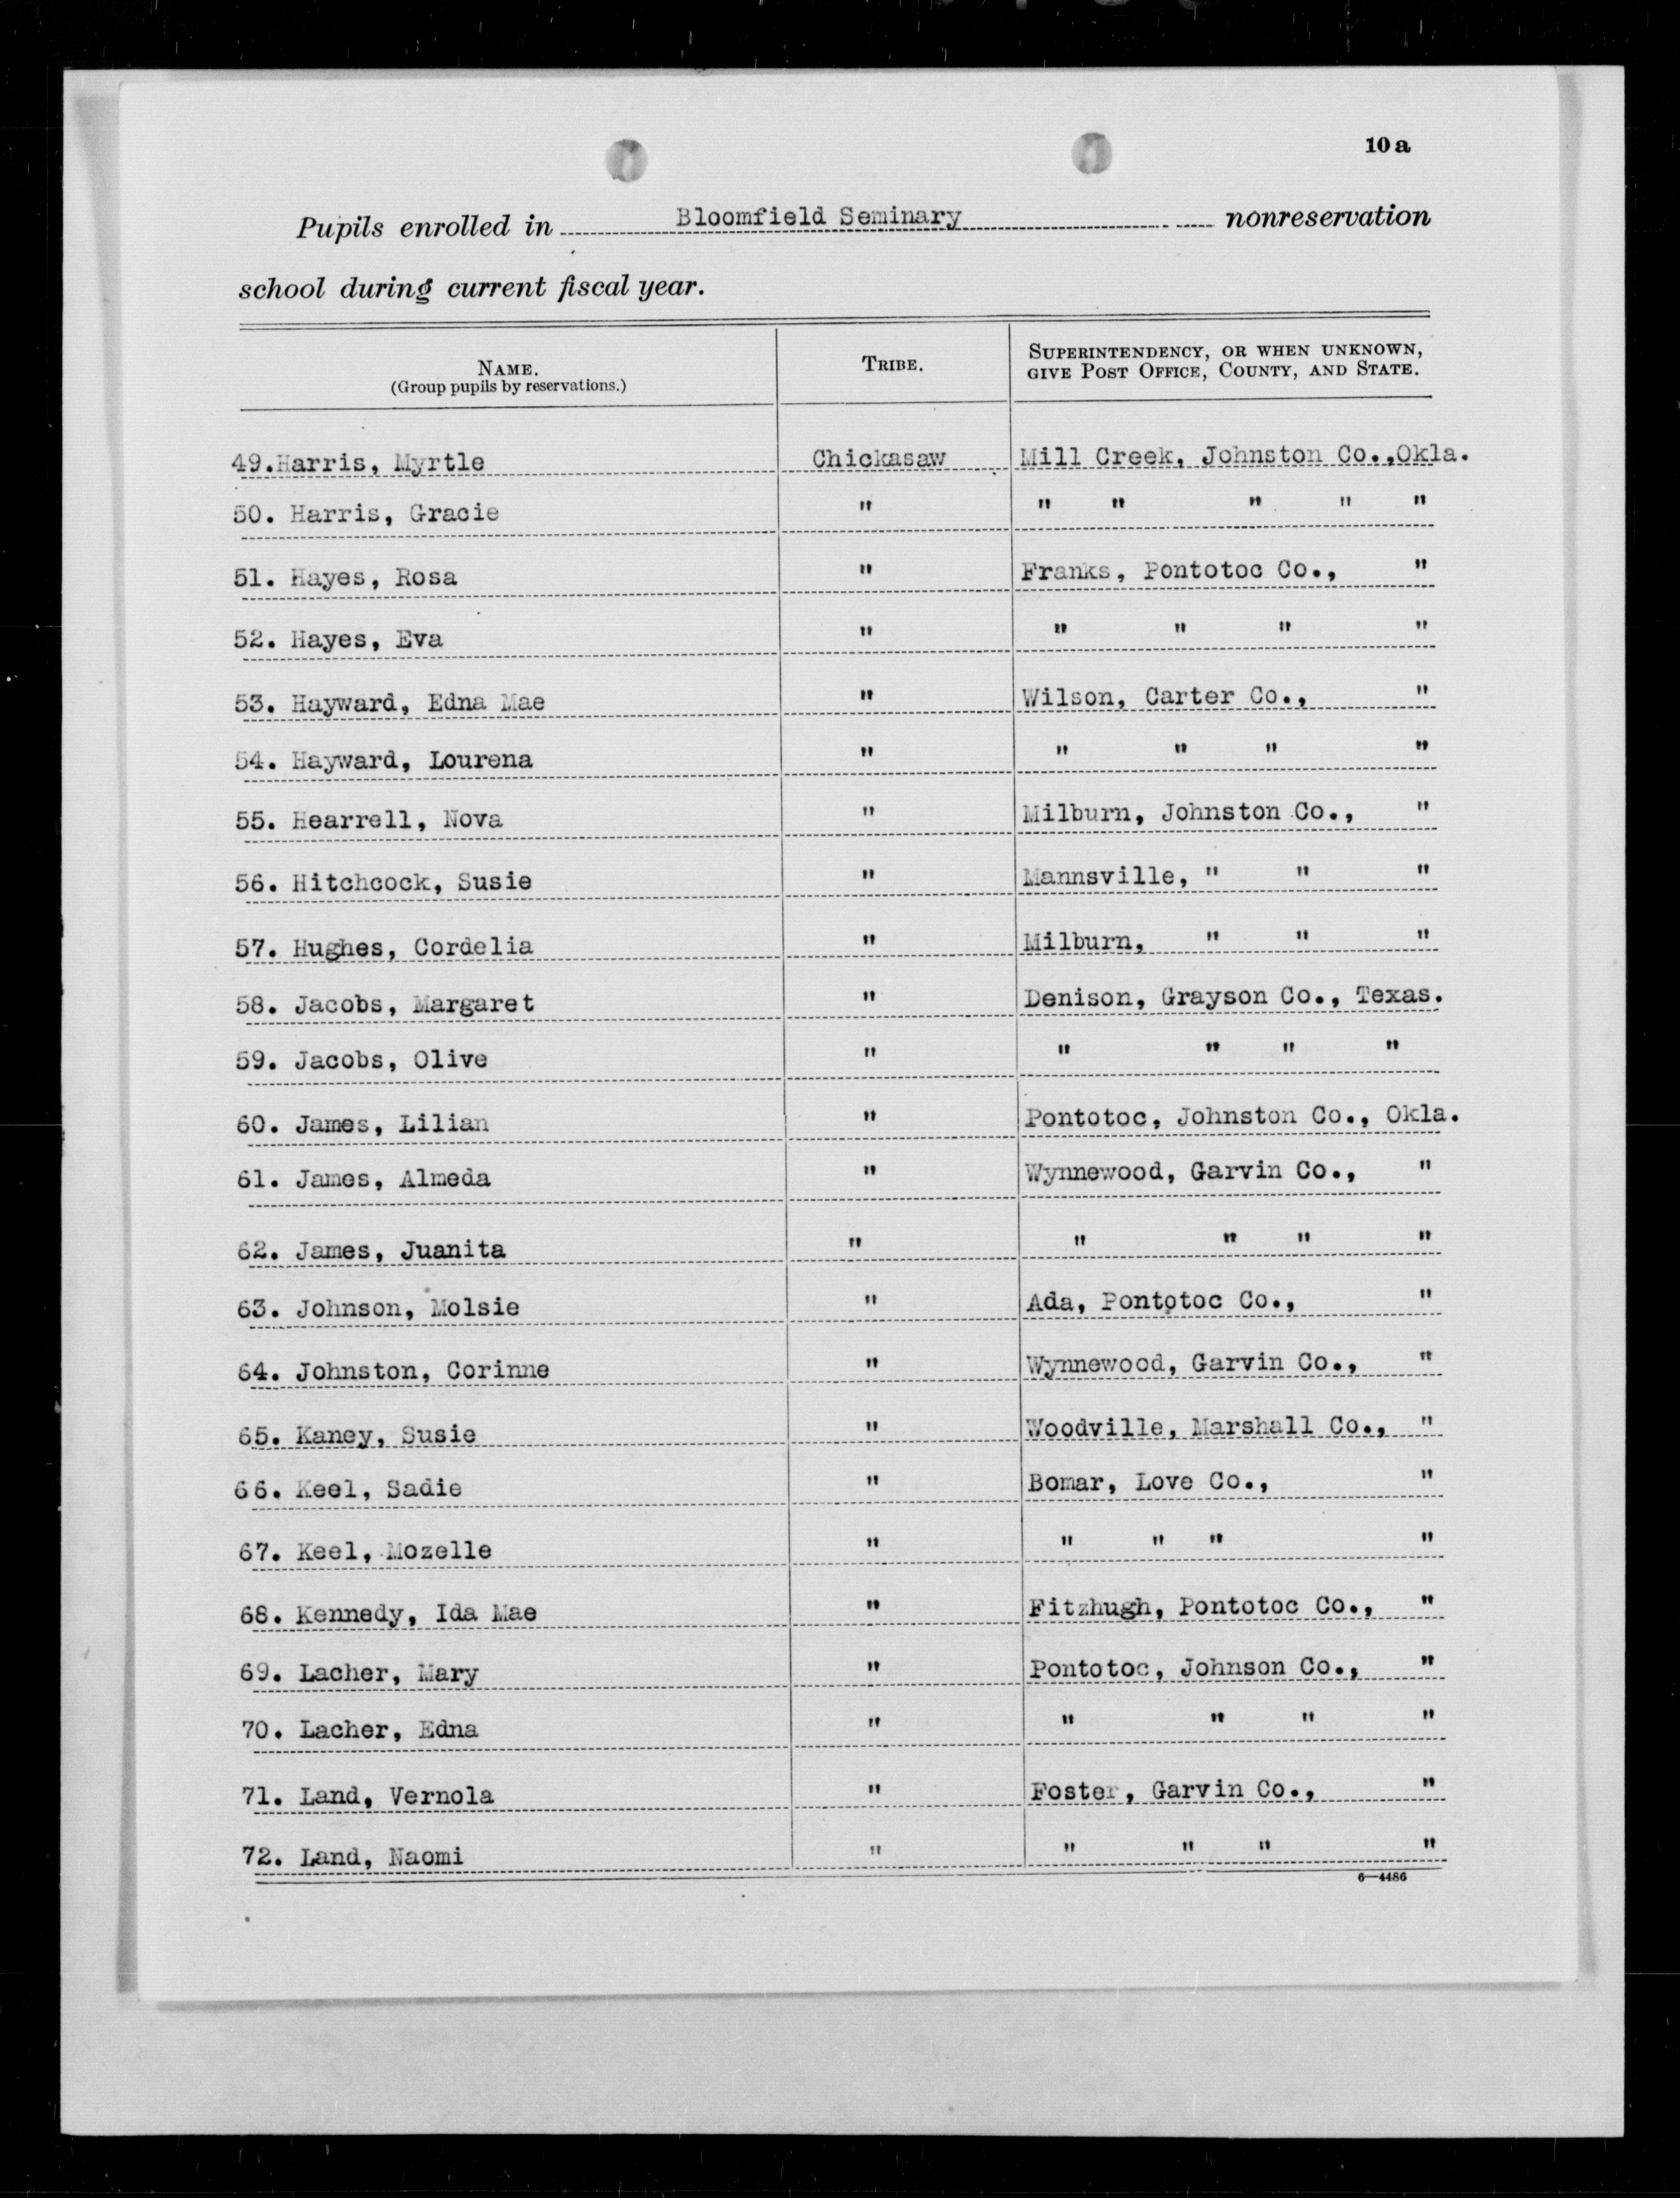 10a
Pupils enrolled in Bloomfield Seminary nonreservation
school during current fiscal year.
NAME. (Group pupils by reservations.) TRIBE. SUPERINTENDENCY, OR WHEN UNKNOWN, GIVE POST OFFICE, COUNTY, AND STATE.
49. Harris, Myrtle Chickasaw Mill Creek, Johnston Co., Okla.
50. Harris, Gracie " " " " " "
51. Hayes, Rosa " Franks, Pontotoc Co., "
52. Hayes, Eva " " " " "
53. Hayward, Edna Mae " Wilson, Carter Co., "
54. Hayward, Lourena " " " " "
55. Hearrell, Nova " Milburn, Johnston Co., "
56. Hitchcock, Susie " Mannsville, " " "
57. Hughes, Cordelia " Milburn, " " "
58. Jacobs, Margaret " Denison, Grayson Co., Texas.
59. Jacobs, Olive " " " " "
60. James, Lilian " Pontotoc, Johnston Co., Okla.
61. James, Almeda " Wynnewood, Garvin Co., "
62. James, Juanita " " " " "
63. Johnson, Molsie " Ada, Pontotoc Co., "
64. Johnston, Corinne " Wynnewood, Garvin Co., "
65. Kaney, Susie " Woodville, Marshall Co., "
66. Keel, Sadie " Bomar, Love Co., "
67. Keel, Mozelle " " " " "
68. Kennedy, Ida Mae " Fitzhugh, Pontotoc Co., "
69. Lacher, Mary " Pontotoc, Johnson Co., "
70. Lacher, Edna " " " " "
71. Land, Vernola " Foster, Garvin Co., "
72. Land, Naomi " " " " "
6—4486